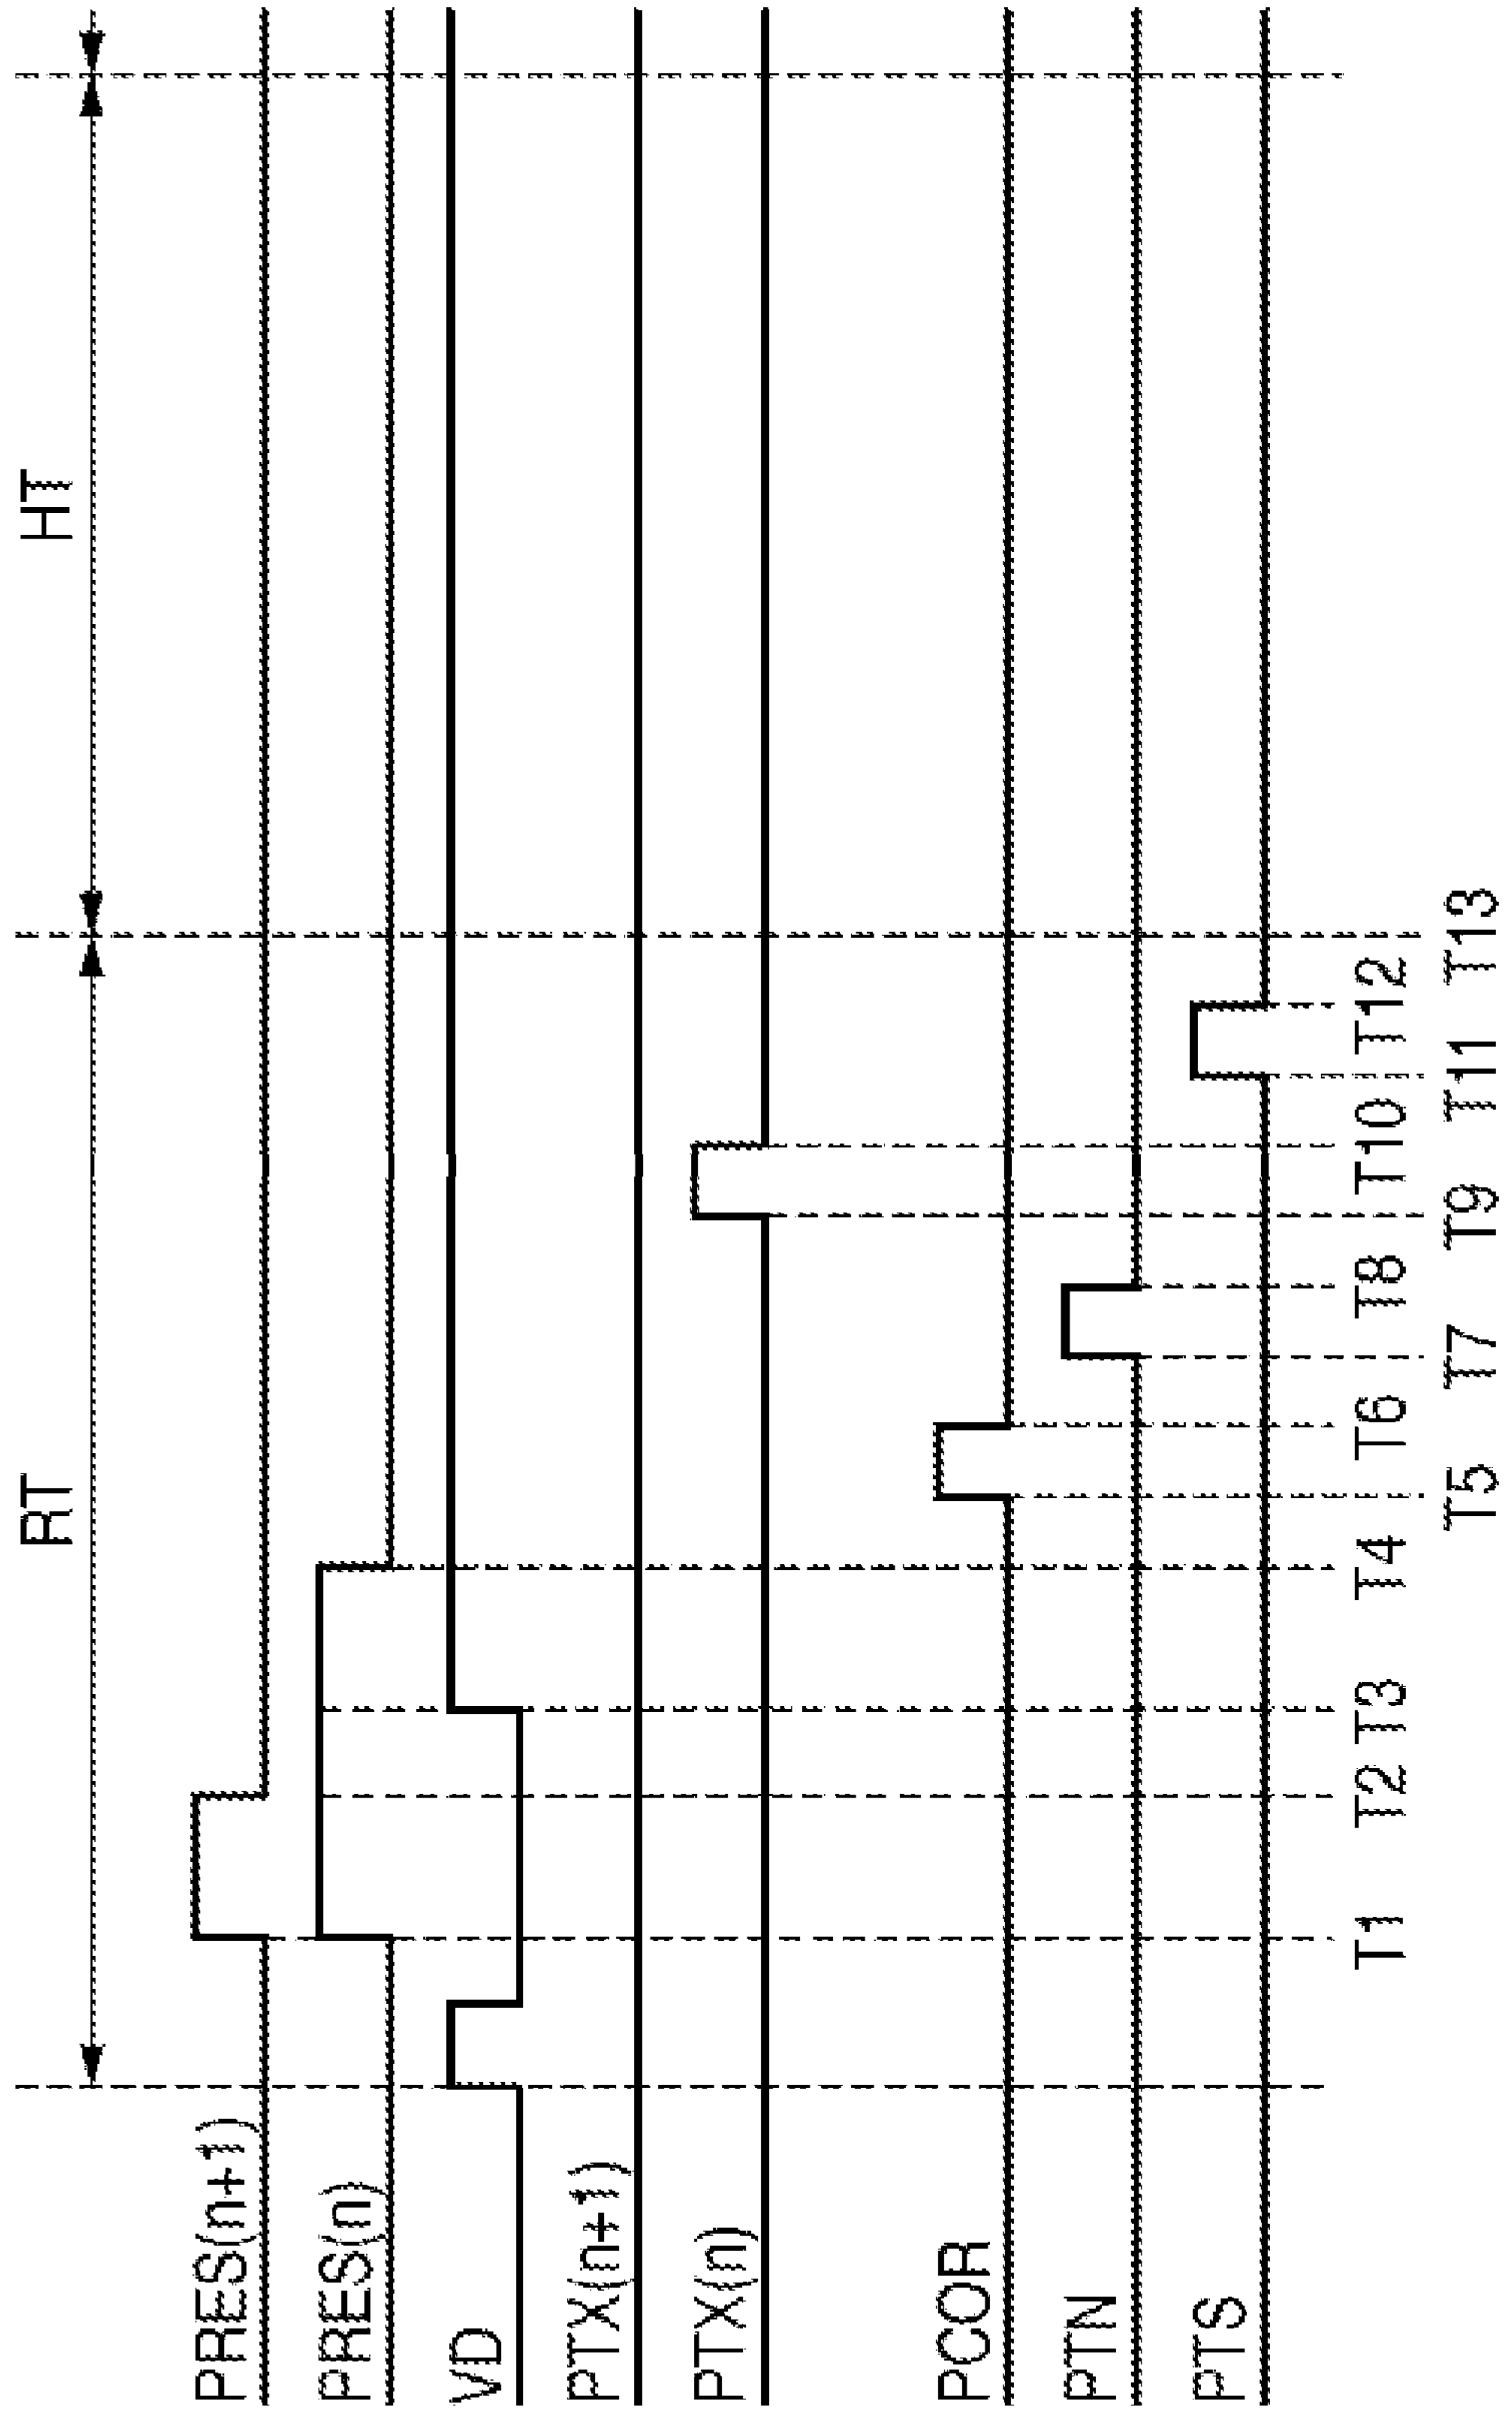 RT HT
PRES(n+1)
PRES(n)
VD
PTX(n+1)
PTX(n)
PCOR
PTN
PTS
T1 T2 T3 T4 T6 T8 T10 T12
T5 T7 T9 T11 T13